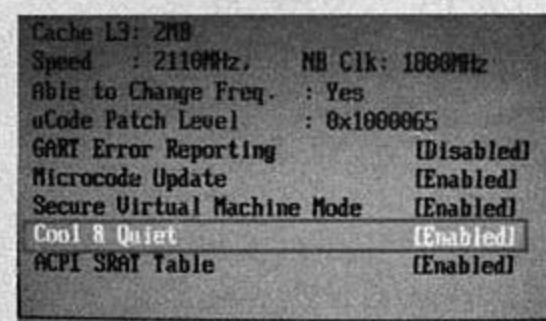 Cache L3: 2MB
Speed : 2110MHz, NB Clk: 1800MHz
Able to Change Freq. : Yes
uCode Patch Level : 0x1000065
GART Error Reporting [Disabled]
Microcode Update [Enabled]
Secure Virtual Machine Mode [Enabled]
Cool & Quiet [Enabled]
ACPI SRAT Table [Enabled]